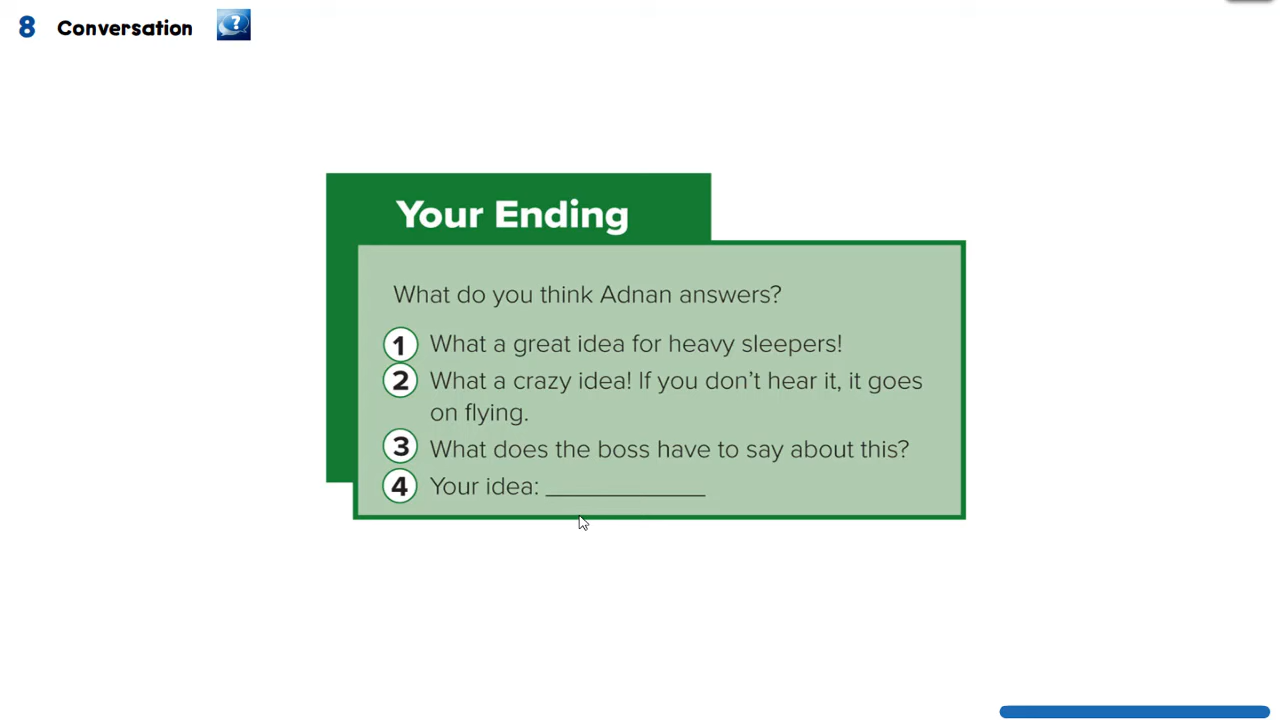 8 Conversation
?
Your Ending
What do you think Adnan answers?
1 What a great idea for heavy sleepers!
2 What a crazy idea! If you don’t hear it, it goes
on flying.
3 What does the boss have to say about this?
4 Your idea: ____________